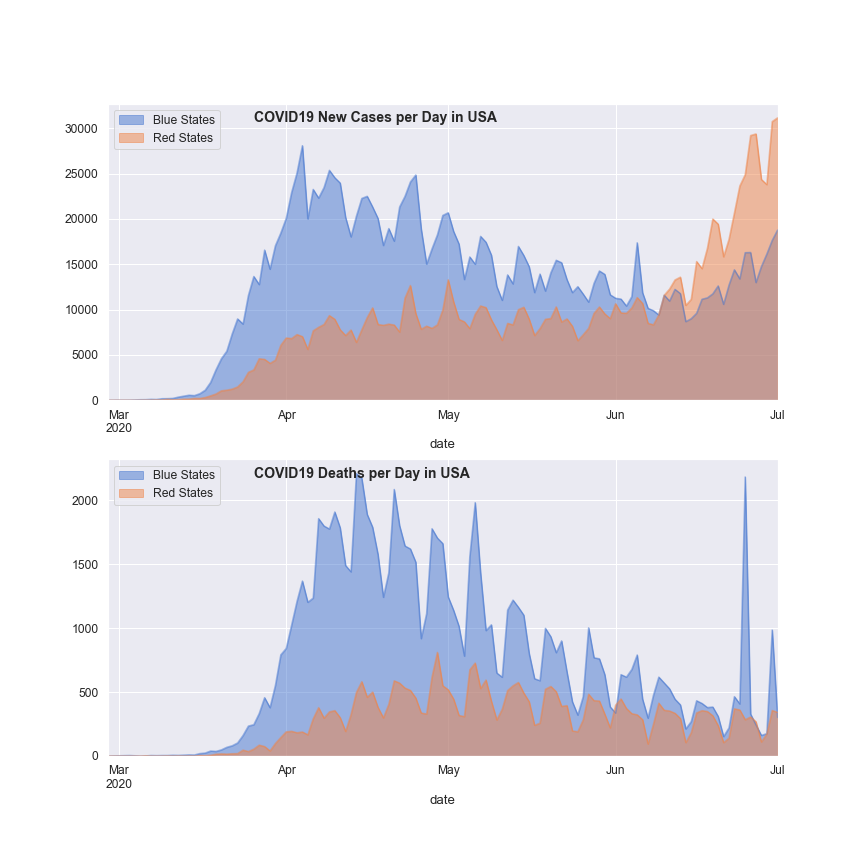 COVID19 New Cases per Day in USA
Blue States
Red States
30000
25000
20000
15000
10000
5000
0
Mar Apr May Jun Jul
2020
date
COVID19 Deaths per Day in USA
Blue States
Red States
2000
1500
1000
500
0
Mar Apr May Jun Jul
2020
date